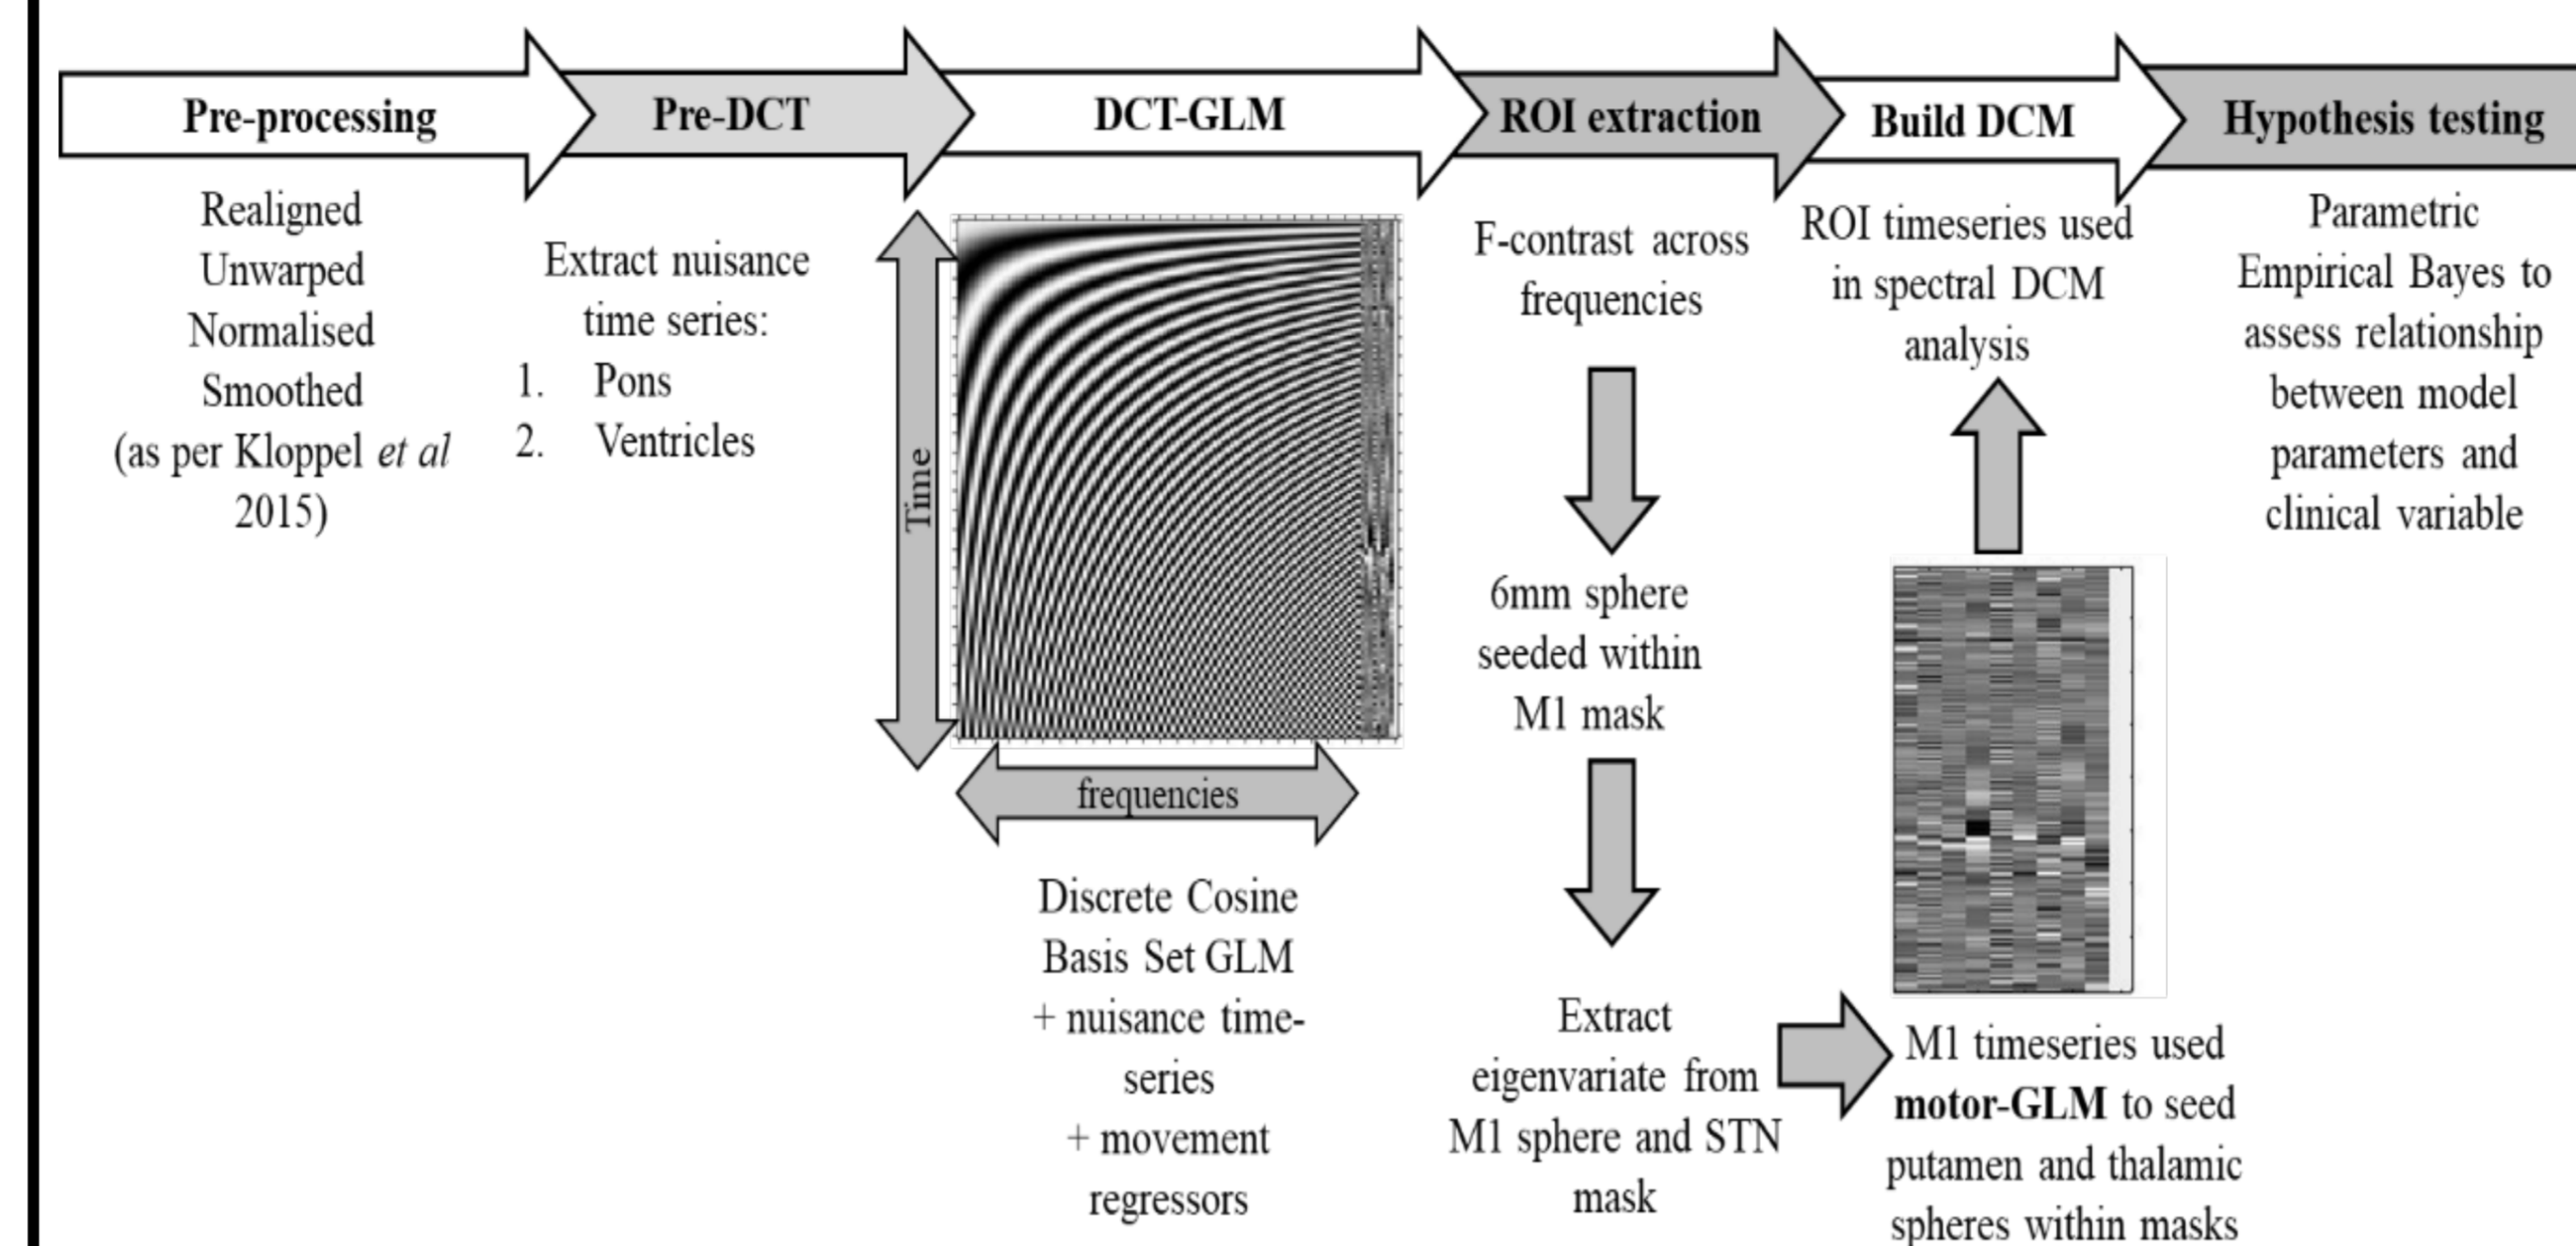 Pre-processing
Pre-DCT
DCT-GLM
ROI extraction
Build DCM
Hypothesis testing
Realigned
Unwarped
Normalised
Smoothed
(as per Kloppel et al
2015)
Extract nuisance
time series:
1. Pons
2. Ventricles
Time
frequencies
Discrete Cosine
Basis Set GLM
+ nuisance time-
series
+ movement
regressors
F-contrast across
frequencies
6mm sphere
seeded within
M1 mask
Extract
eigenvariate from
M1 sphere and STN
mask
ROI timeseries used
in spectral DCM
analysis
M1 timeseries used
motor-GLM to seed
putamen and thalamic
spheres within masks
Parametric
Empirical Bayes to
assess relationship
between model
parameters and
clinical variable